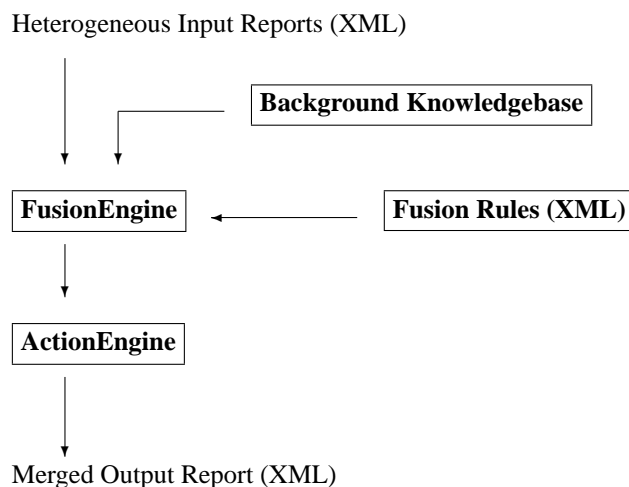 Heterogeneous Input Reports (XML)
Background Knowledgebase
FusionEngine
Fusion Rules (XML)
ActionEngine
Merged Output Report (XML)